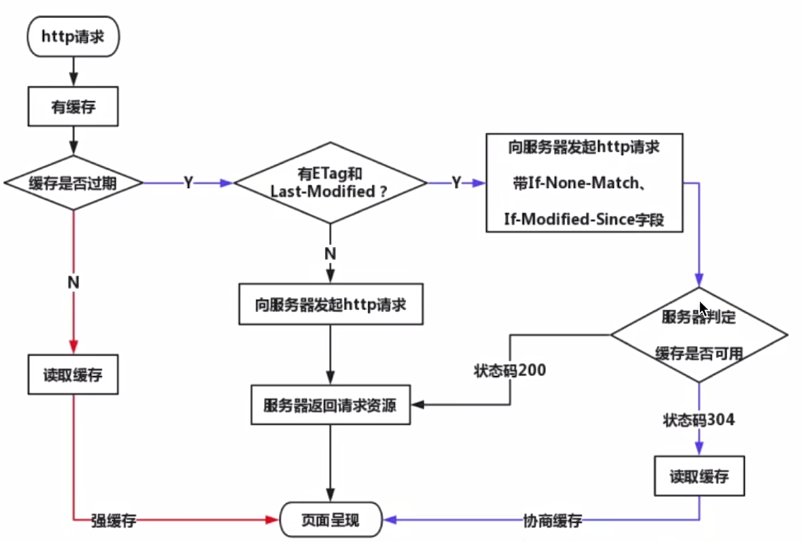 http请求
有缓存
缓存是否过期
Y
有ETag和
Last-Modified ?
Y
向服务器发起http请求
带If-None-Match、
If-Modified-Since字段
N
N
向服务器发起http请求
服务器判定
缓存是否可用
读取缓存
状态码200
服务器返回请求资源
状态码304
读取缓存
强缓存
页面呈现
协商缓存